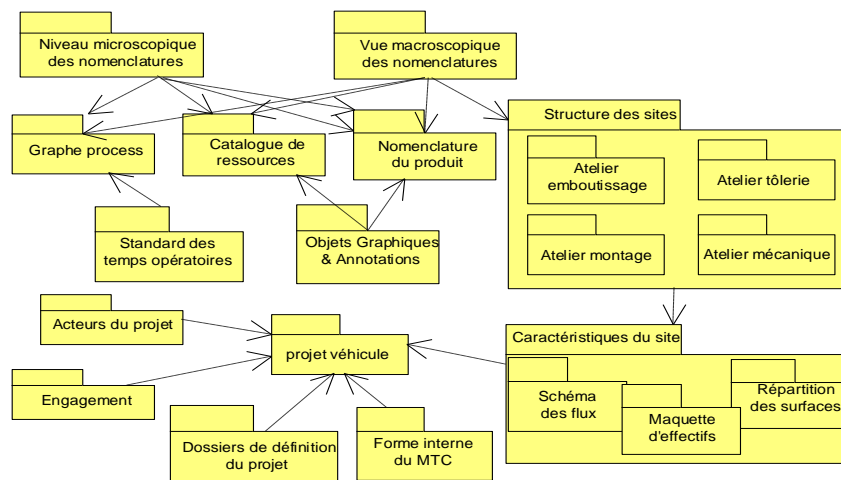 Niveau microscopique
des nomenclatures
Vue macroscopique
des nomenclatures
Graphe process
Catalogue de
ressources
Nomenclature
du produit
Structure des sites
Atelier
emboutissage
Atelier tôlerie
Atelier montage
Atelier mécanique
Standard des
temps opératoires
Objets Graphiques
& Annotations
Acteurs du projet
projet véhicule
Engagement
Dossiers de définition
du projet
Forme interne
du MTC
Caractéristiques du site
Schéma
des flux
Maquette
d'effectifs
Répartition
des surfaces